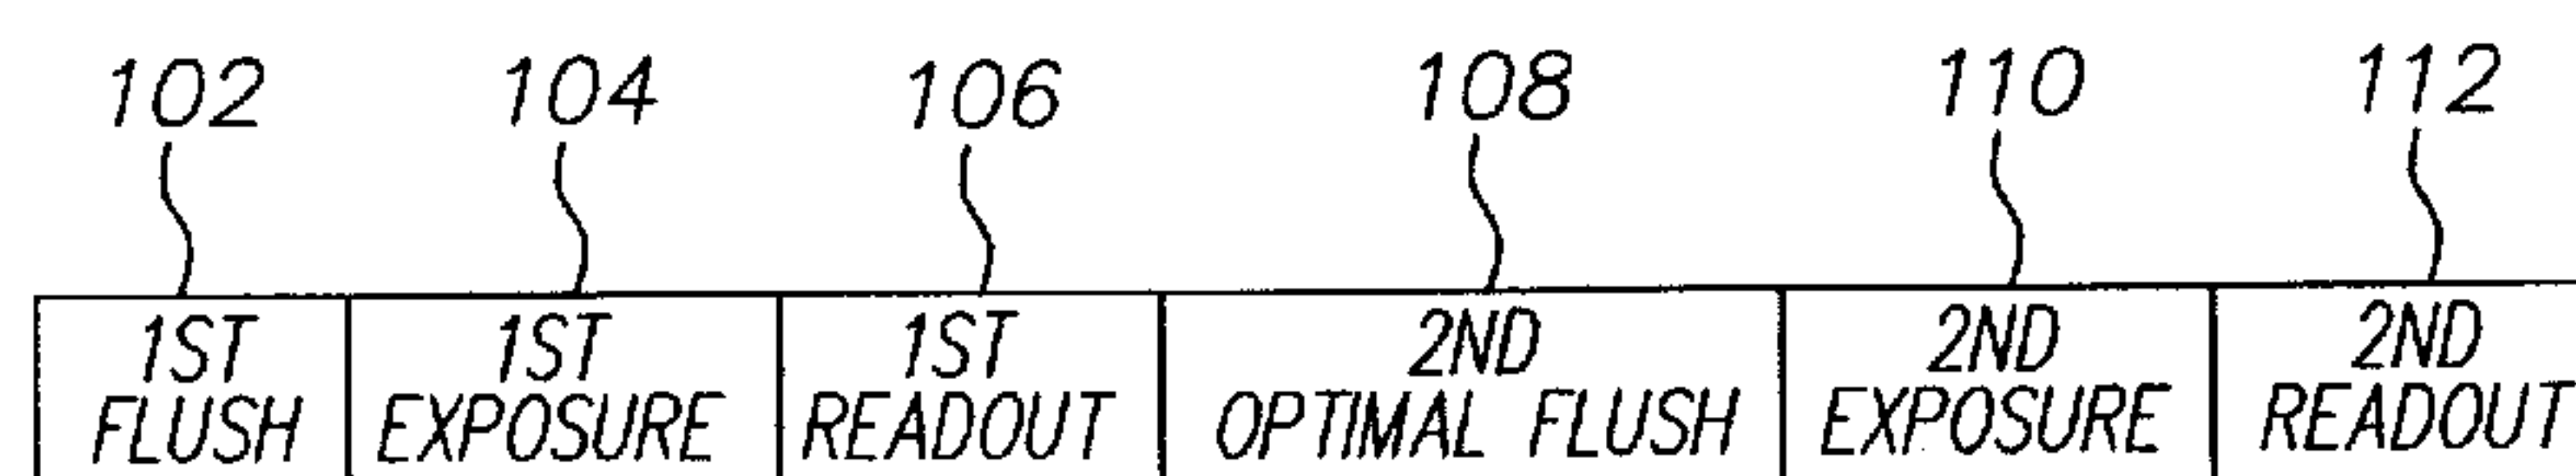 102 104 106 108 110 112
1ST 1ST 1ST 2ND 2ND 2ND
FLUSH EXPOSURE READOUT OPTIMAL FLUSH EXPOSURE READOUT